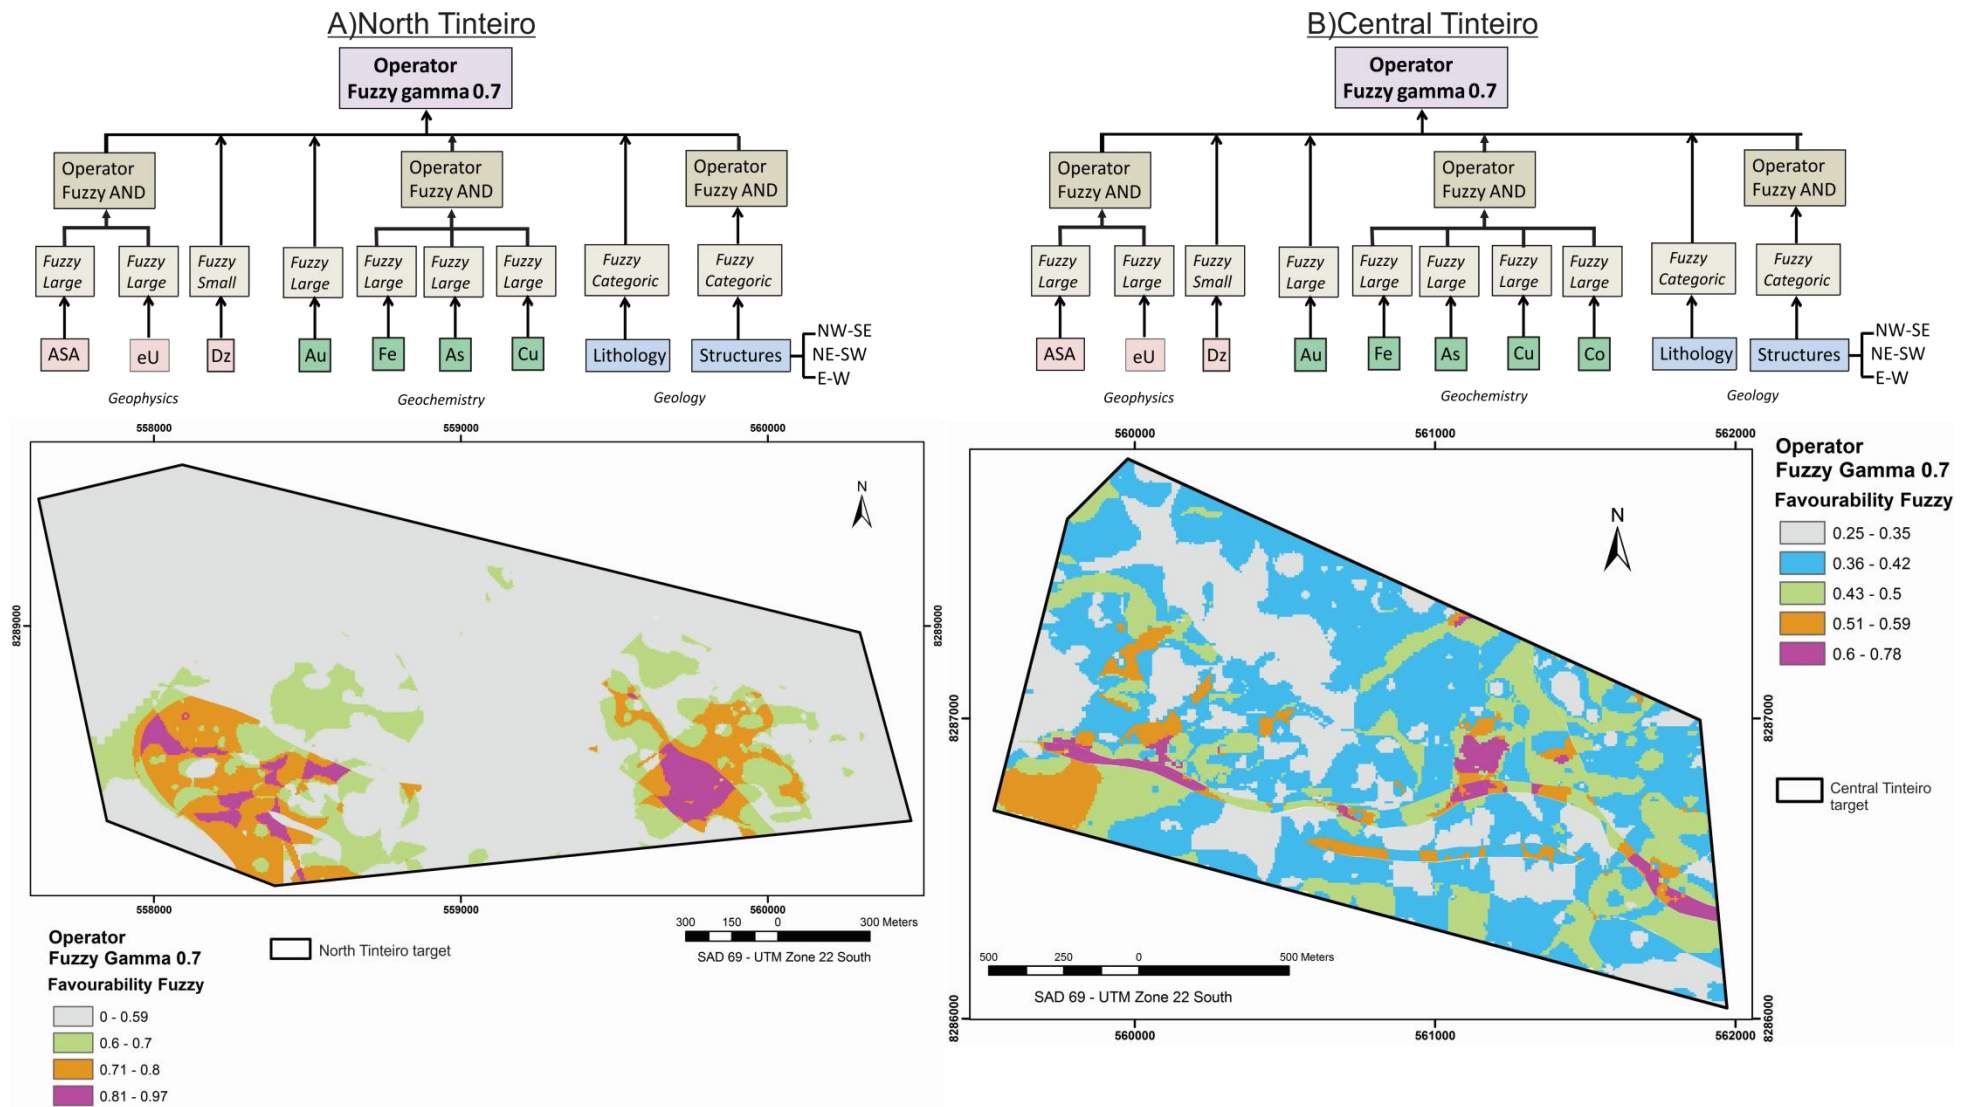 A)North Tinteiro
Operator
Fuzzy gamma 0.7
Operator
Fuzzy AND
Operator
Fuzzy AND
Operator
Fuzzy AND
Fuzzy
Large
Fuzzy
Large
Fuzzy
Small
Fuzzy
Large
Fuzzy
Large
Fuzzy
Large
Fuzzy
Large
Fuzzy
Categoric
Fuzzy
Categoric
ASA
eU
Dz
Au
Fe
As
Cu
Lithology
Structures
NW-SE
NE-SW
E-W
Geophysics
Geochemistry
Geology
558000
559000
560000
8289000
8289000
N
558000
559000
560000
300 150 0 300 Meters
SAD 69 - UTM Zone 22 South
Operator
Fuzzy Gamma 0.7
North Tinteiro target
Favourability Fuzzy
0 - 0.59
0.6 - 0.7
0.71 - 0.8
0.81 - 0.97
B)Central Tinteiro
Operator
Fuzzy gamma 0.7
Operator
Fuzzy AND
Operator
Fuzzy AND
Operator
Fuzzy AND
Fuzzy
Large
Fuzzy
Large
Fuzzy
Small
Fuzzy
Large
Fuzzy
Large
Fuzzy
Large
Fuzzy
Large
Fuzzy
Large
Fuzzy
Categoric
Fuzzy
Categoric
ASA
eU
Dz
Au
Fe
As
Cu
Co
Lithology
Structures
NW-SE
NE-SW
E-W
Geophysics
Geochemistry
Geology
560000
561000
562000
N
8287000
8287000
8286000
8286000
500 250 0 500 Meters
SAD 69 - UTM Zone 22 South
560000
561000
562000
Operator
Fuzzy Gamma 0.7
Favourability Fuzzy
0.25 - 0.35
0.36 - 0.42
0.43 - 0.5
0.51 - 0.59
0.6 - 0.78
Central Tinteiro
target